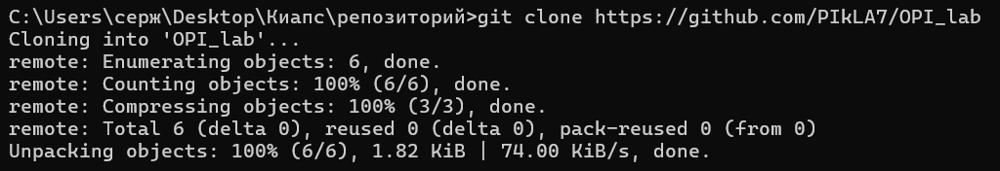 C:\Users\серж\Desktop\Киапс\репозиторий>git clone https://github.com/PIkLA7/OPI_lab
Cloning into 'OPI_lab'...
remote: Enumerating objects: 6, done.
remote: Counting objects: 100% (6/6), done.
remote: Compressing objects: 100% (3/3), done.
remote: Total 6 (delta 0), reused 0 (delta 0), pack-reused 0 (from 0)
Unpacking objects: 100% (6/6), 1.82 KiB | 74.00 KiB/s, done.